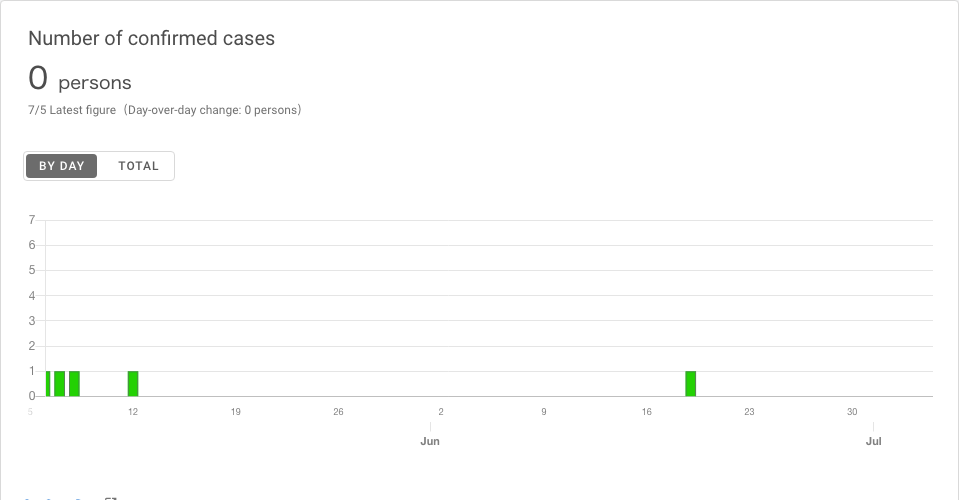 Number of confirmed cases
0 persons
7/5 Latest figure（Day-over-day change: 0 persons）
BY DAY TOTAL
7
6
5
4
3
2
1
0
5 12 19 26 2 9 16 23 30
Jun Jul